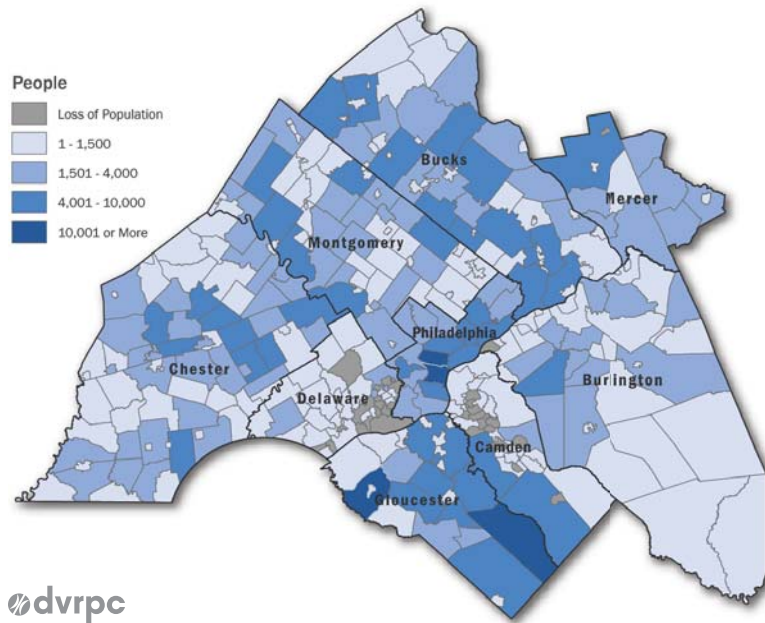 People
Loss of Population
1 - 1,500
1,501 - 4,000
4,001 - 10,000
10,001 or More
Bucks
Mercer
Montgomery
Philadelphia
Chester
Delaware
Burlington
Camden
Gloucester
dvrpc